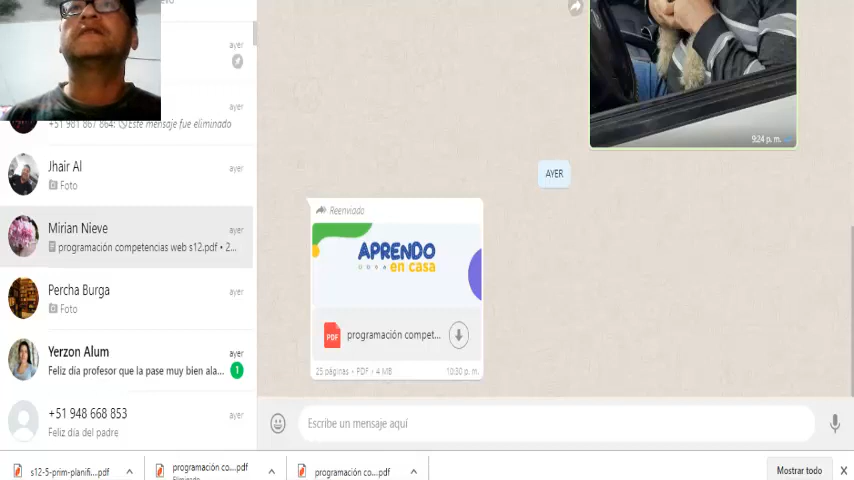 ayer
ayer
+51 981 867 864: Este mensaje fue eliminado
Jhair Al
ayer
Foto
Mirian Nieve
ayer
programación competencias web s12.pdf • 2...
Percha Burga
ayer
Foto
Yerzon Alum
ayer
Feliz día profesor que la pase muy bien ala...
1
+51 948 668 853
ayer
Feliz día del padre
9:24 p. m.
AYER
Reenviado
APRENDO
en casa
PDF
programación compet...
25 páginas • PDF • 4 MB
10:30 p. m.
Escribe un mensaje aquí
s12-5-prim-planifi....pdf
programación co....pdf
Eliminado
programación co....pdf
Mostrar todo